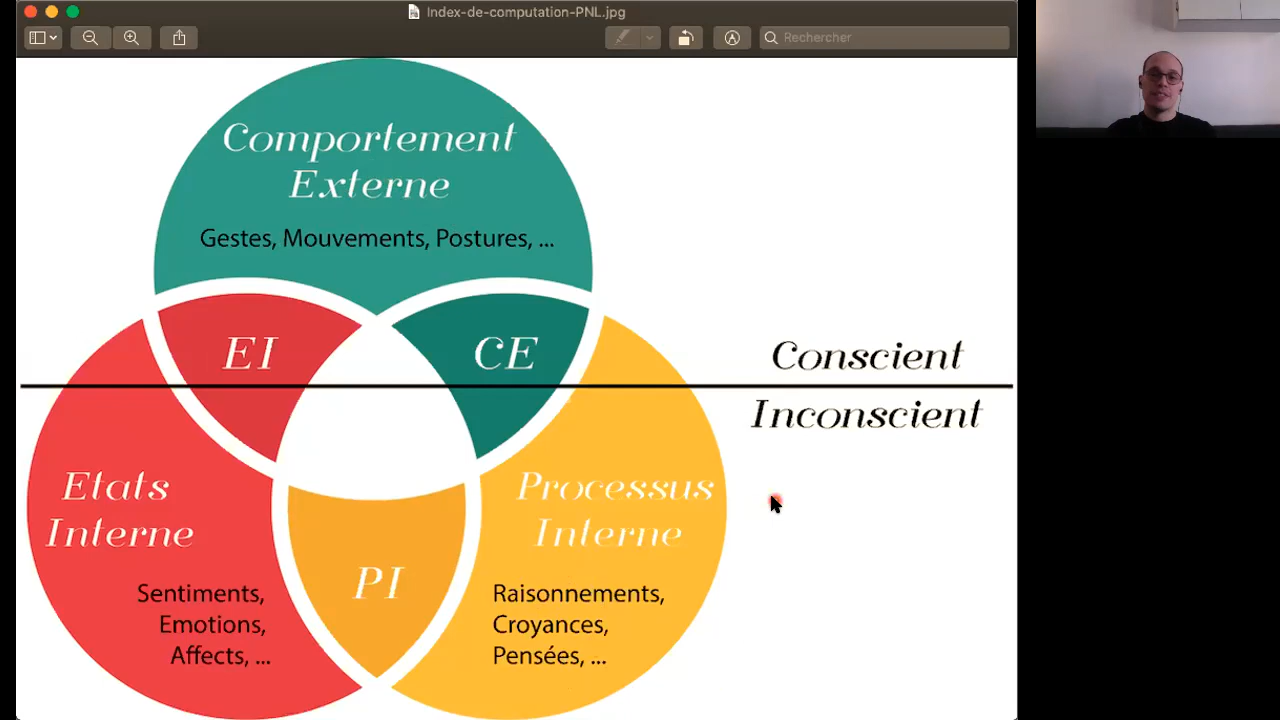 Index-de-computation-PNL.jpg
Rechercher
Comportement
Externe
Gestes, Mouvements, Postures, ...
EI
CE
Conscient
Inconscient
Etats
Interne
Processus
Interne
PI
Sentiments,
Emotions,
Affects, ...
Raisonnements,
Croyances,
Pensées, ...